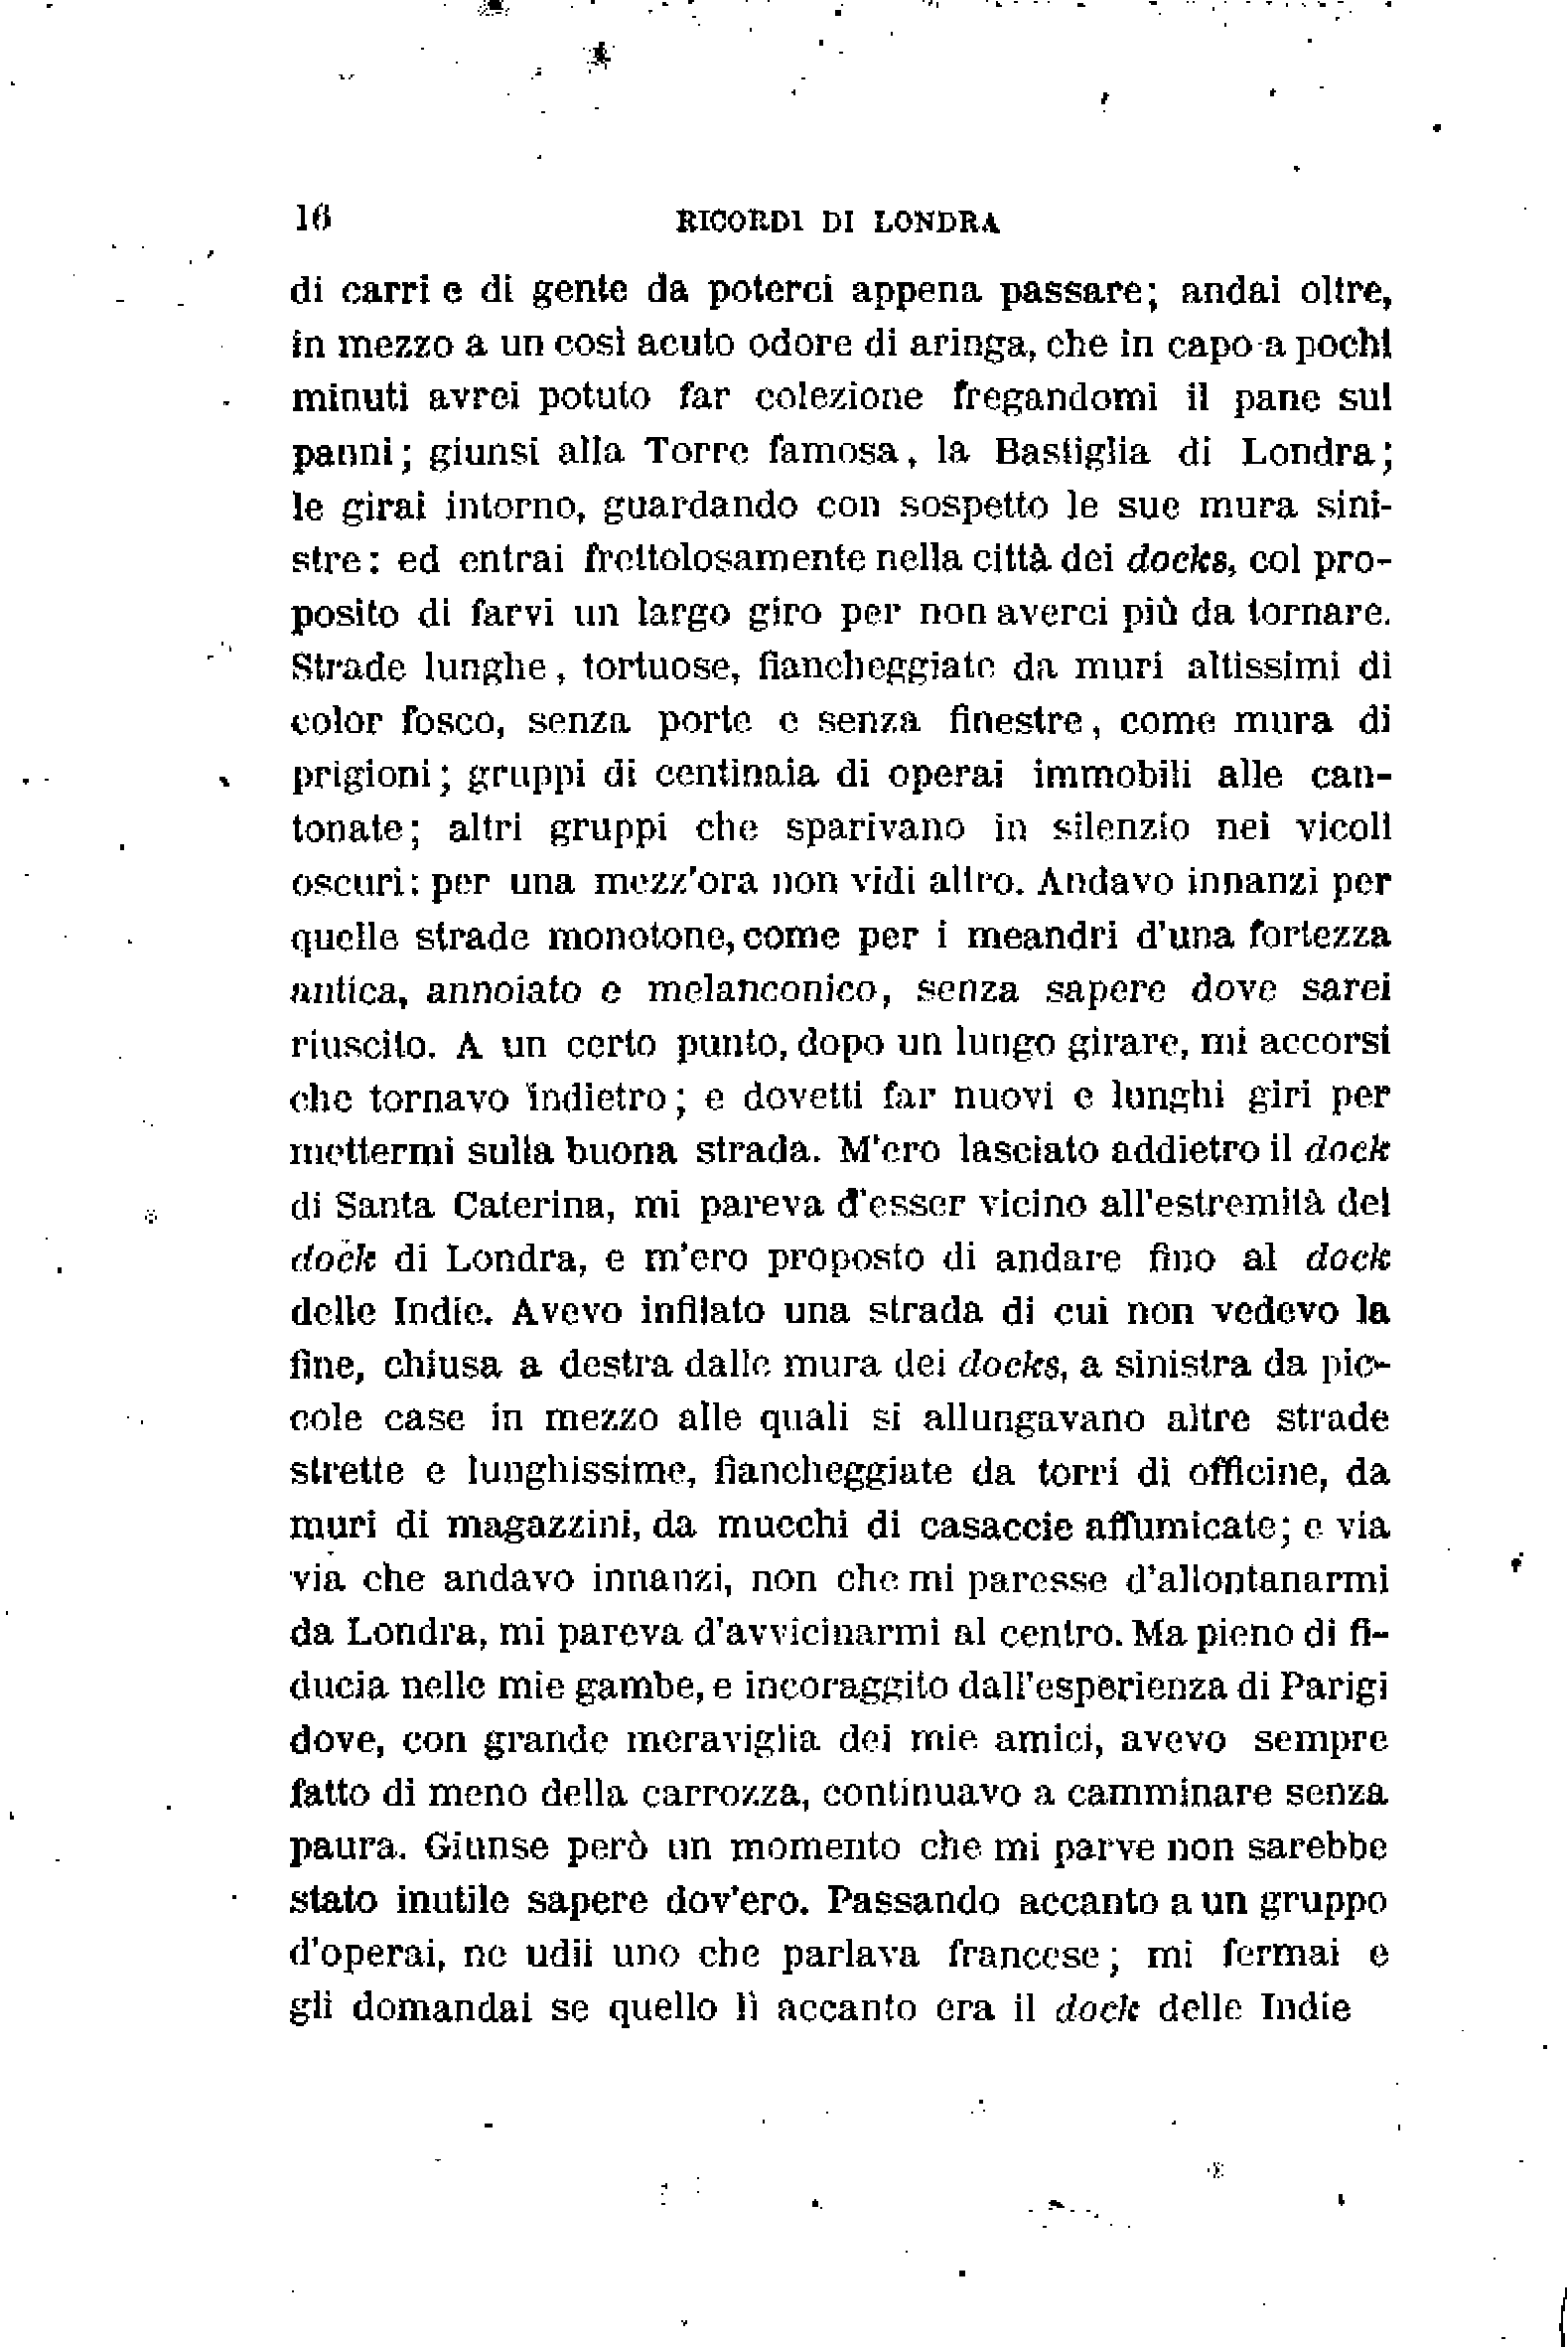 16 RICORDI DI LONDRA
di carri e di gente da poterci appena passare; andai oltre,
in mezzo a un così acuto odore di aringa, che in capo a pochi
minuti avrei potuto far colezione fregandomi il pane sui
panni; giunsi alla Torre famosa, la Bastiglia di Londra;
le girai intorno, guardando con sospetto le sue mura sini-
stre: ed entrai frettolosamente nella città dei docks, col pro-
posito di farvi un largo giro per non averci più da tornare.
Strade lunghe, tortuose, fiancheggiate da muri altissimi di
color fosco, senza porte e senza finestre, come mura di
prigioni; gruppi di centinaia di operai immobili alle can-
tonate; altri gruppi che sparivano in silenzio nei vicoli
oscuri: per una mezz'ora non vidi altro. Andavo innanzi per
quelle strade monotone, come per i meandri d'una fortezza
antica, annoiato e melanconico, senza sapere dove sarei
riuscito. A un certo punto, dopo un lungo girare, mi accorsi
che tornavo indietro; e dovetti far nuovi e lunghi giri per
mettermi sulla buona strada. M'ero lasciato addietro il dock
di Santa Caterina, mi pareva d'esser vicino all'estremità del
dock di Londra, e m'ero proposto di andare fino al dock
delle Indie. Avevo infilato una strada di cui non vedevo la
fine, chiusa a destra dalle mura dei docks, a sinistra da pic-
cole case in mezzo alle quali si allungavano altre strade
strette e lunghissime, fiancheggiate da torri di officine, da
muri di magazzini, da mucchi di casaccie affumicate; e via
via che andavo innanzi, non che mi paresse d'allontanarmi
da Londra, mi pareva d'avvicinarmi al centro. Ma pieno di fi-
ducia nelle mie gambe, e incoraggito dall'esperienza di Parigi
dove, con grande meraviglia dei mie amici, avevo sempre
fatto di meno della carrozza, continuavo a camminare senza
paura. Giunse però un momento che mi parve non sarebbe
stato inutile sapere dov'ero. Passando accanto a un gruppo
d'operai, ne udii uno che parlava francese; mi fermai e
gli domandai se quello lì accanto era il dock delle Indie